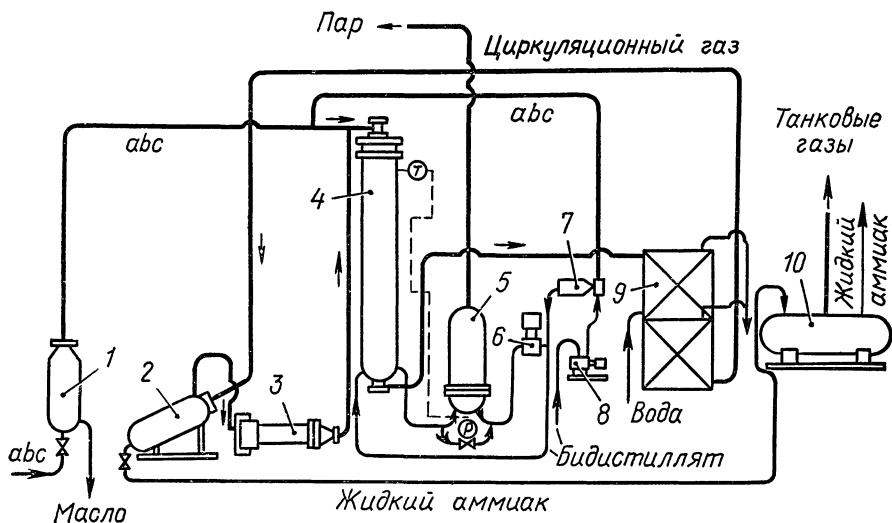 Пар
Циркуляционный газ
abc
abc
Танковые
газы
Жидкий
аммиак
T
4
7
5
9
10
6
1
2
3
P
8
Вода
abc
Бидистиллят
Масло
Жидкий аммиак